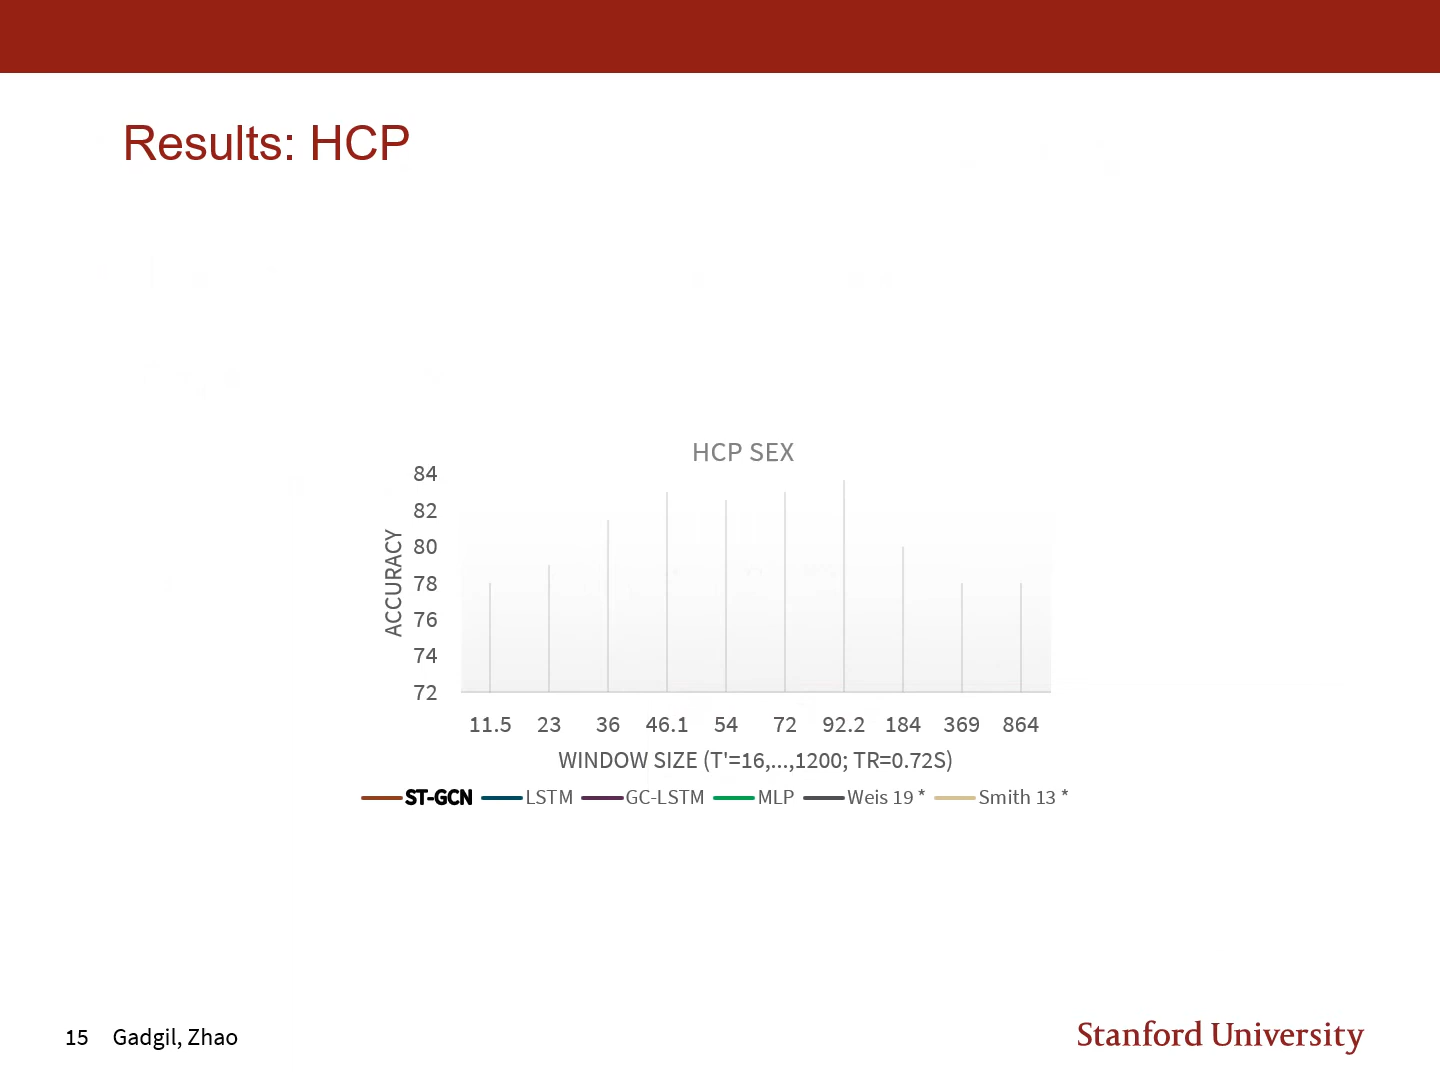 Results: HCP
HCP SEX
84
82
80
78
76
74
72
ACCURACY
11.5 23 36 46.1 54 72 92.2 184 369 864
WINDOW SIZE (T'=16,...,1200; TR=0.72S)
ST-GCN LSTM GC-LSTM MLP Weis 19 * Smith 13 *
15 Gadgil, Zhao
Stanford University